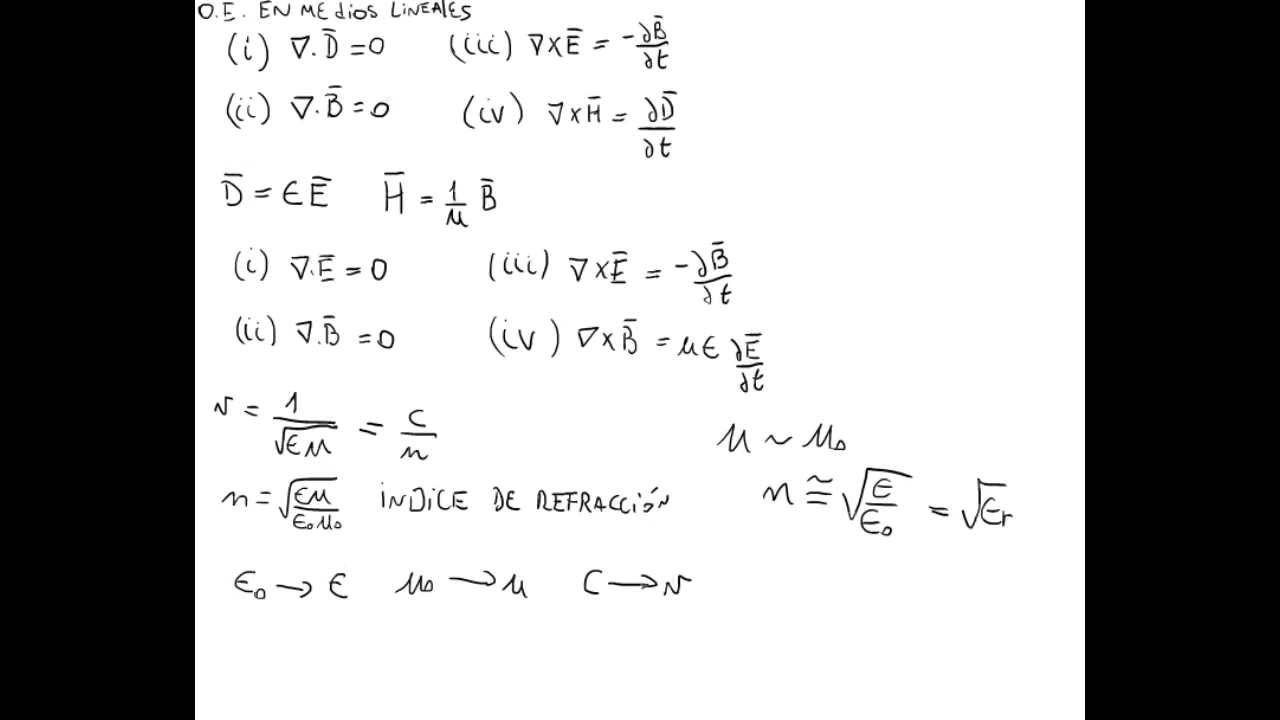 O.E. EN MEdiOS LINEALES
(i) ∇·D̄ = 0 (iii) ∇×Ē = -∂B̄/∂t
(ii) ∇·B̄ = 0 (iv) ∇×H̄ = ∂D̄/∂t
D̄ = ϵĒ H̄ = 1/μ B̄
(i) ∇·Ē = 0 (iii) ∇×Ē = -∂B̄/∂t
(ii) ∇·B̄ = 0 (iv) ∇×B̄ = μϵ ∂Ē/∂t
v = 1/√(ϵμ) = c/n μ ~ μ₀
n = √(ϵμ/ϵ₀μ₀) INDICE DE REFRACCIÓN n ≅ √(ϵ/ϵ₀) = √ϵr
ϵ₀ → ϵ μ₀ → μ C → v